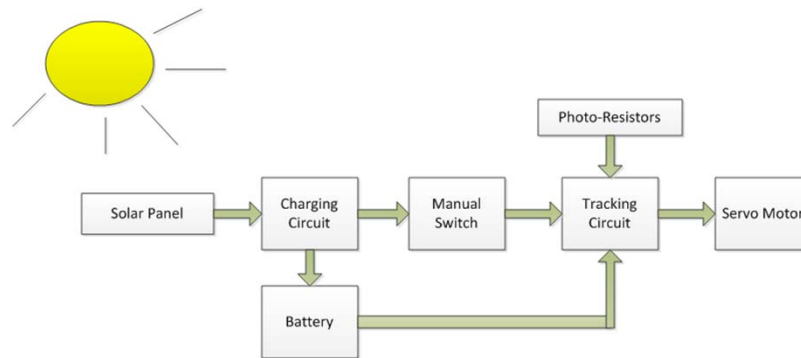 Photo-Resistors
Solar Panel
Charging
Circuit
Manual
Switch
Tracking
Circuit
Servo Motor
Battery